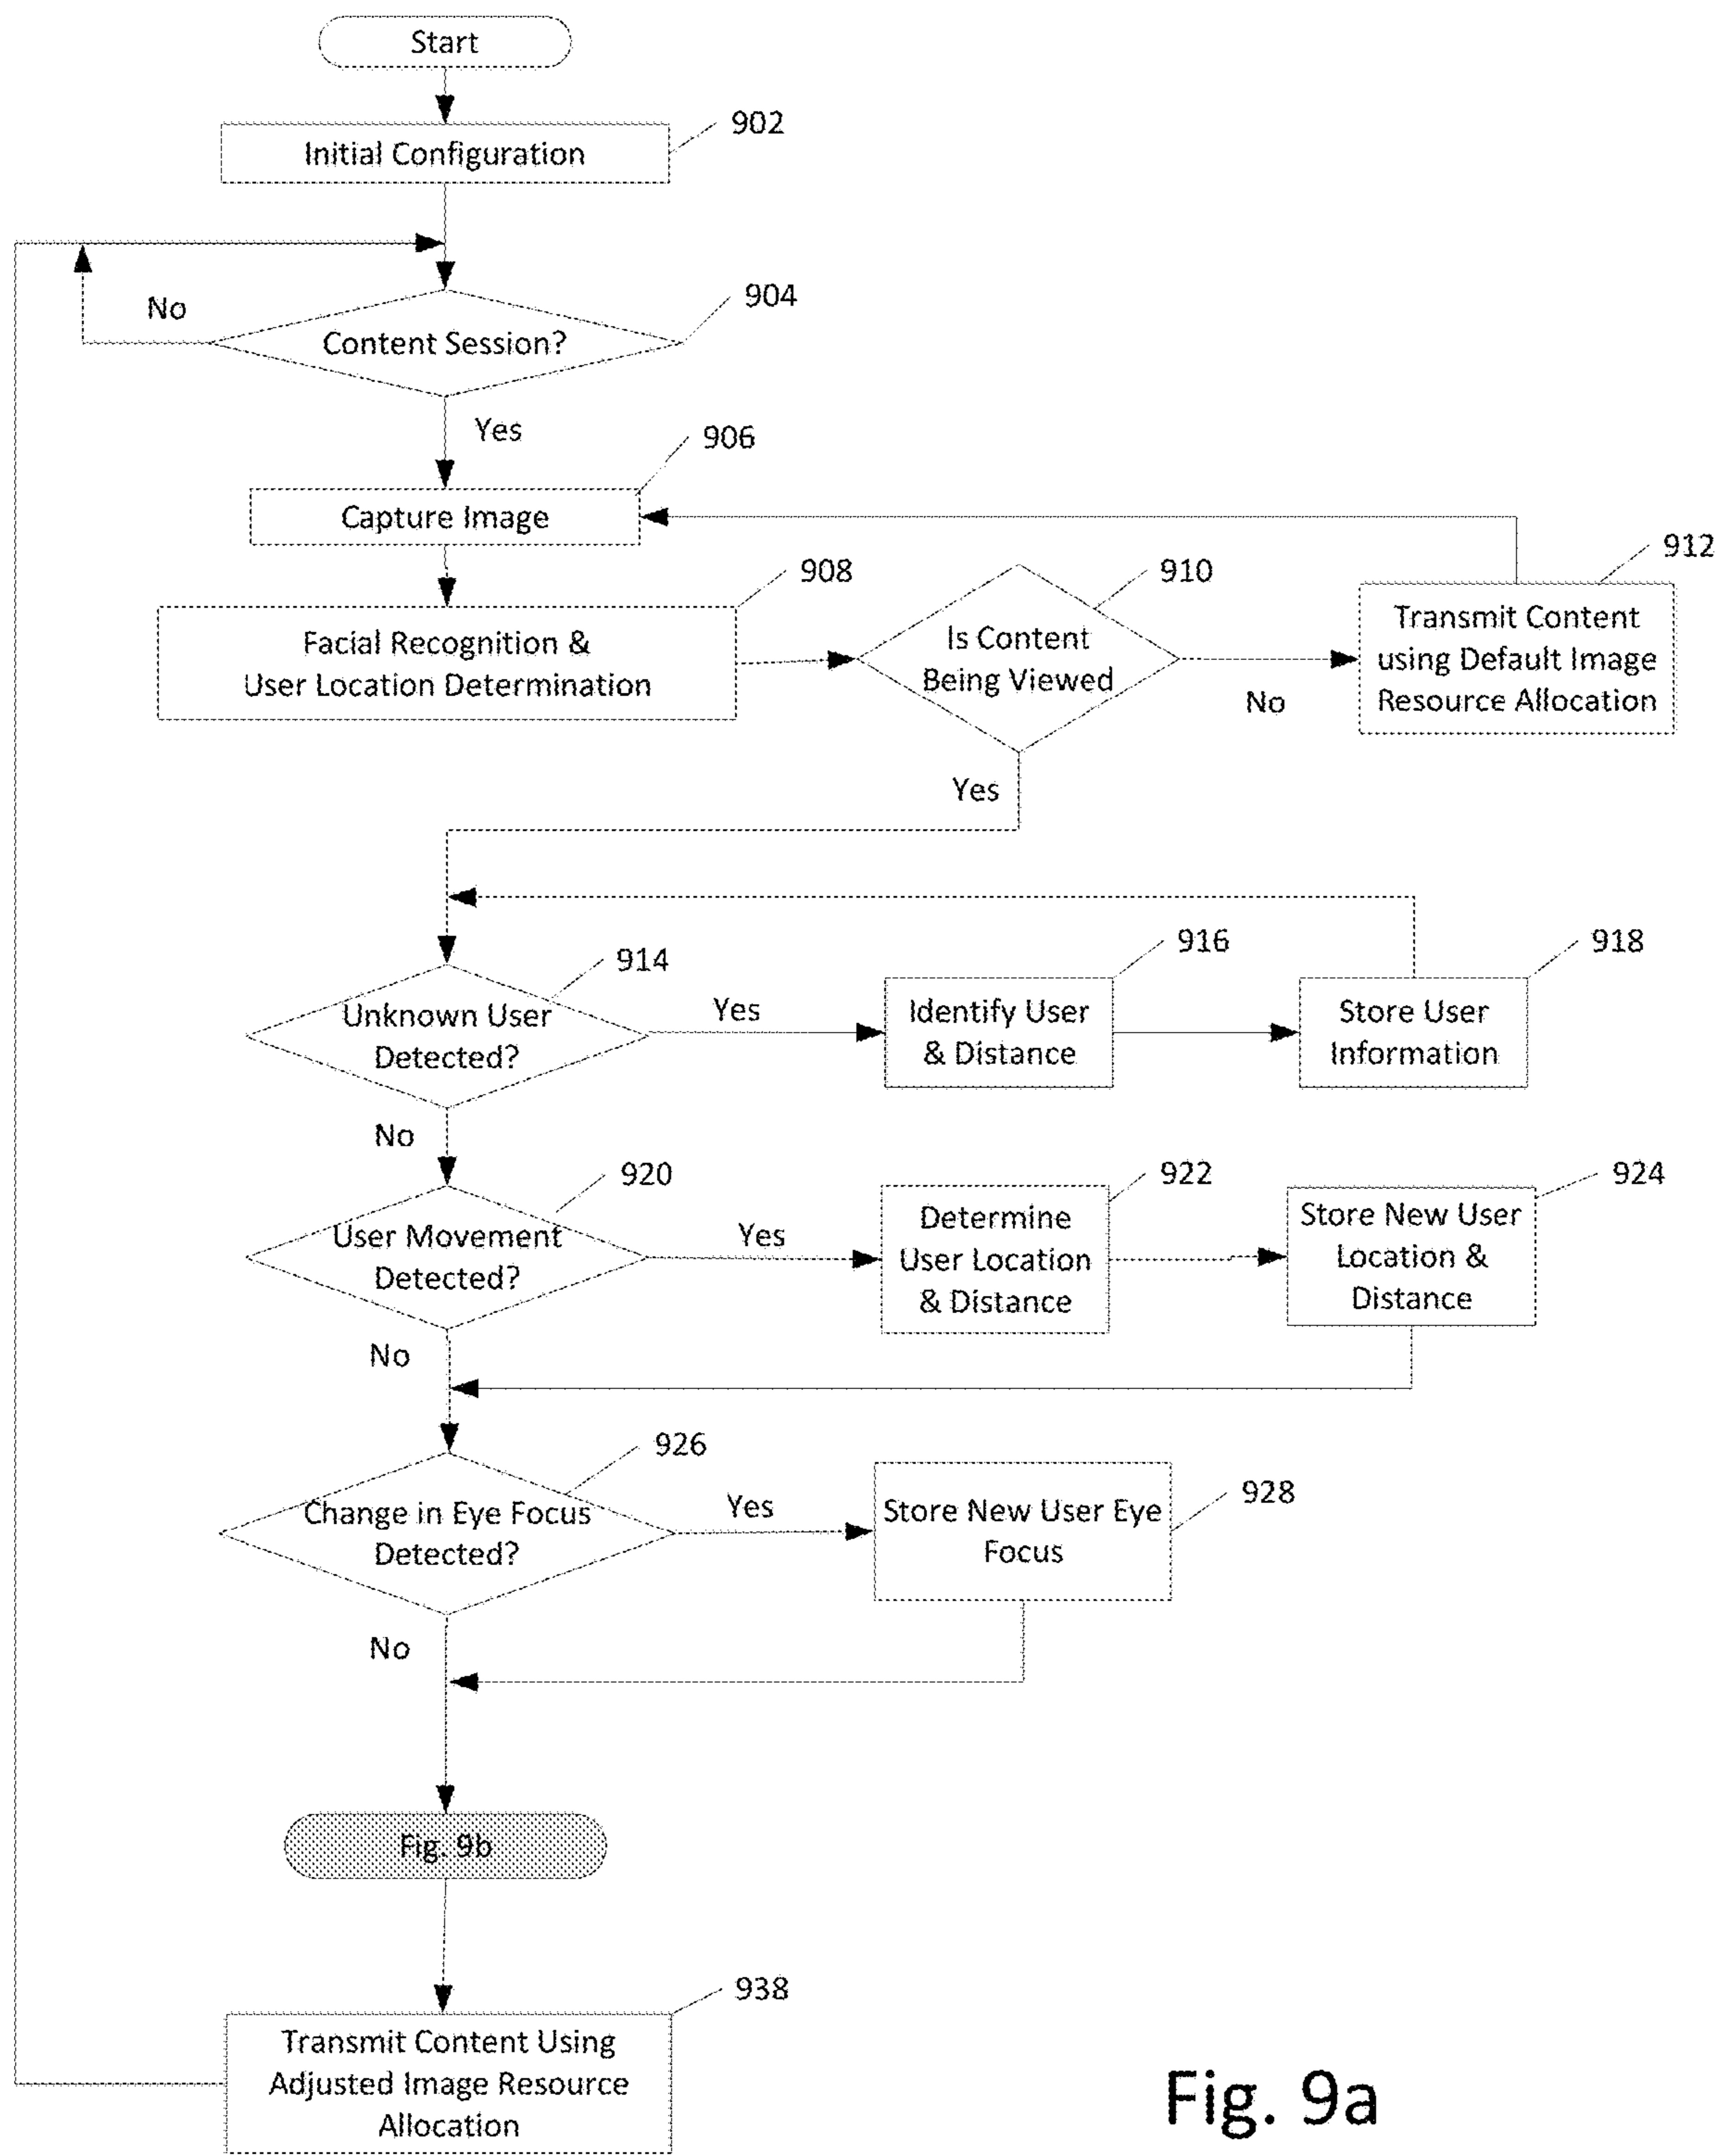 Start
902
Initial Configuration
904
No
Content Session?
Yes
906
Capture Image
908
Facial Recognition &
User Location Determination
910
Is Content
Being Viewed
No
Yes
912
Transmit Content
using Default Image
Resource Allocation
914
Unknown User
Detected?
Yes
No
916
Identify User
& Distance
918
Store User
Information
920
User Movement
Detected?
Yes
No
922
Determine
User Location
& Distance
924
Store New User
Location &
Distance
926
Change in Eye Focus
Detected?
Yes
No
928
Store New User Eye
Focus
Fig. 9b
938
Transmit Content Using
Adjusted Image Resource
Allocation
Fig. 9a